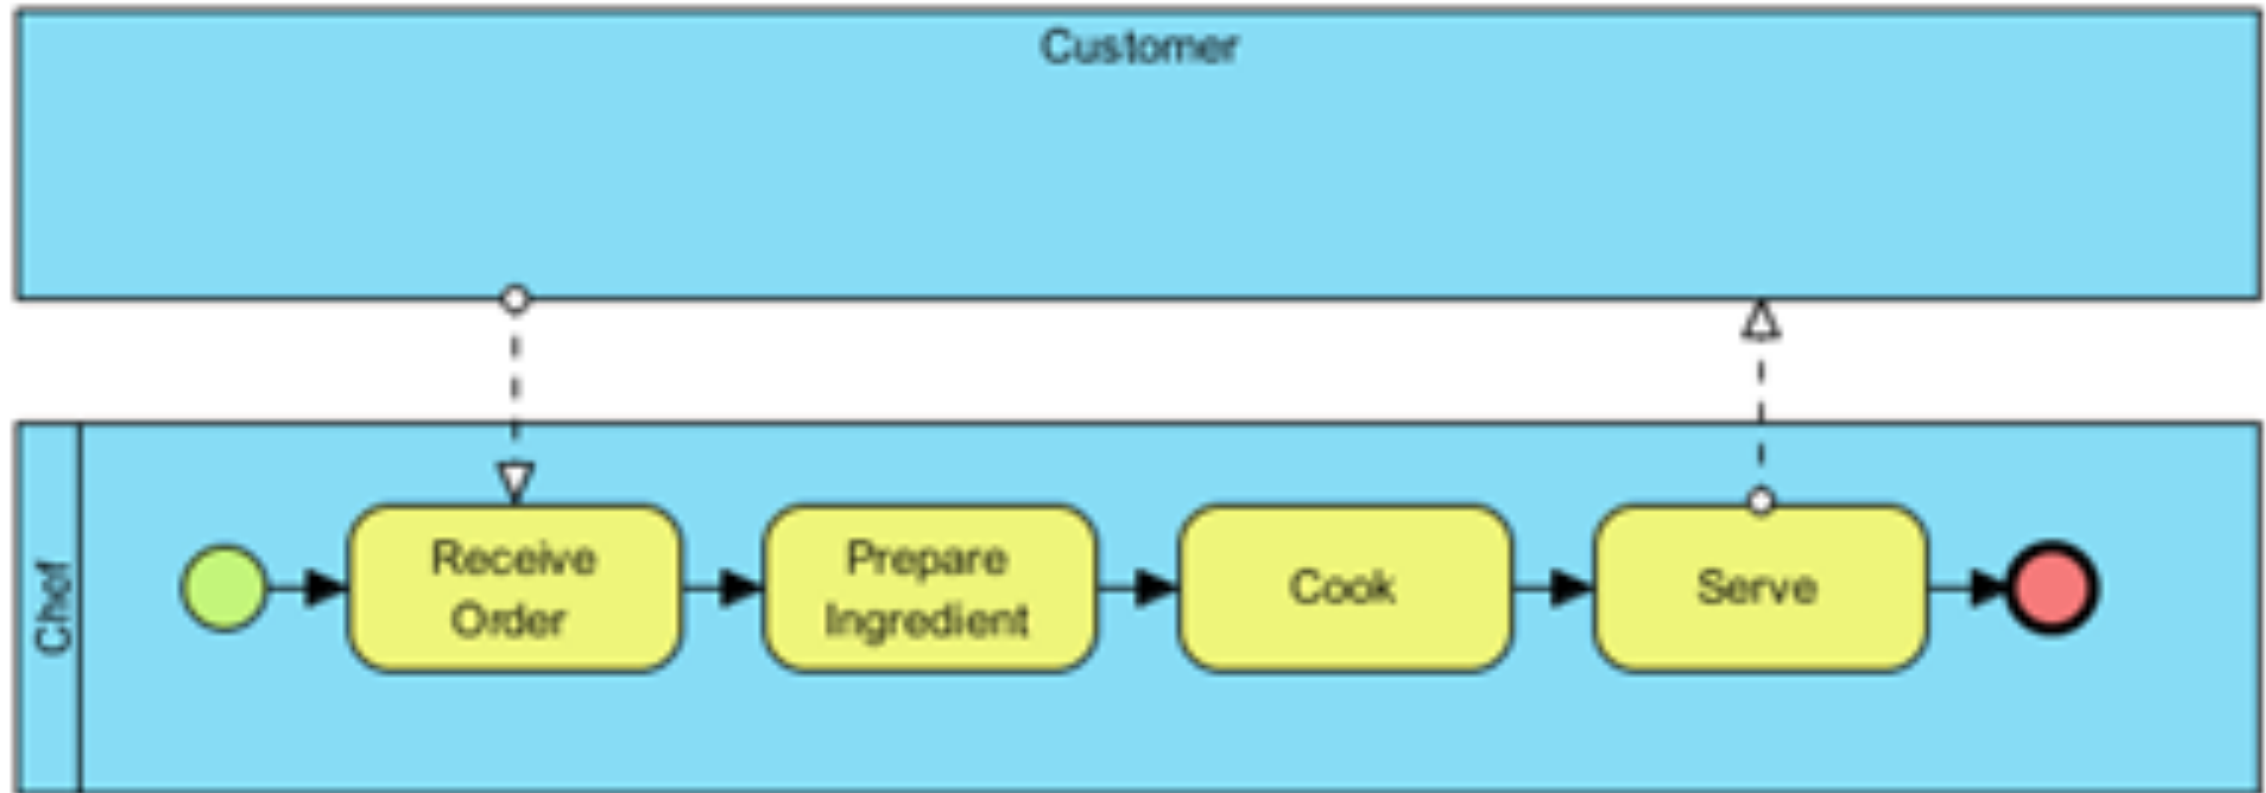 Customer
Chef
Receive
Order
Prepare
Ingredient
Cook
Serve